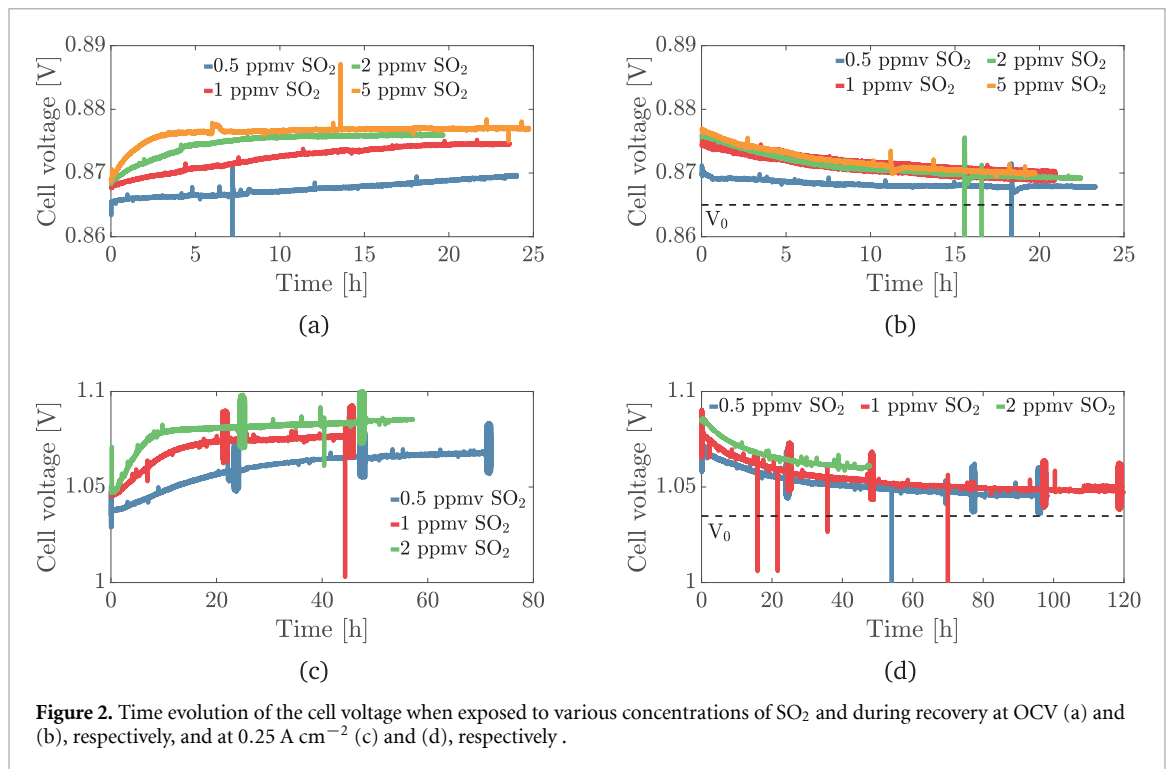 0.89
0.88
0.87
0.86
Cell voltage [V]
0.5 ppmv SO₂ 2 ppmv SO₂
1 ppmv SO₂ 5 ppmv SO₂
0 5 10 15 20 25
Time [h]
(a)
0.89
0.88
0.87
0.86
Cell voltage [V]
0.5 ppmv SO₂ 2 ppmv SO₂
1 ppmv SO₂ 5 ppmv SO₂
V₀
0 5 10 15 20 25
Time [h]
(b)
1.1
1.05
1
Cell voltage [V]
0.5 ppmv SO₂
1 ppmv SO₂
2 ppmv SO₂
0 20 40 60 80
Time [h]
(c)
1.1
1.05
1
Cell voltage [V]
0.5 ppmv SO₂ 1 ppmv SO₂ 2 ppmv SO₂
V₀
0 20 40 60 80 100 120
Time [h]
(d)
Figure 2. Time evolution of the cell voltage when exposed to various concentrations of SO₂ and during recovery at OCV (a) and
(b), respectively, and at 0.25 A cm⁻² (c) and (d), respectively .